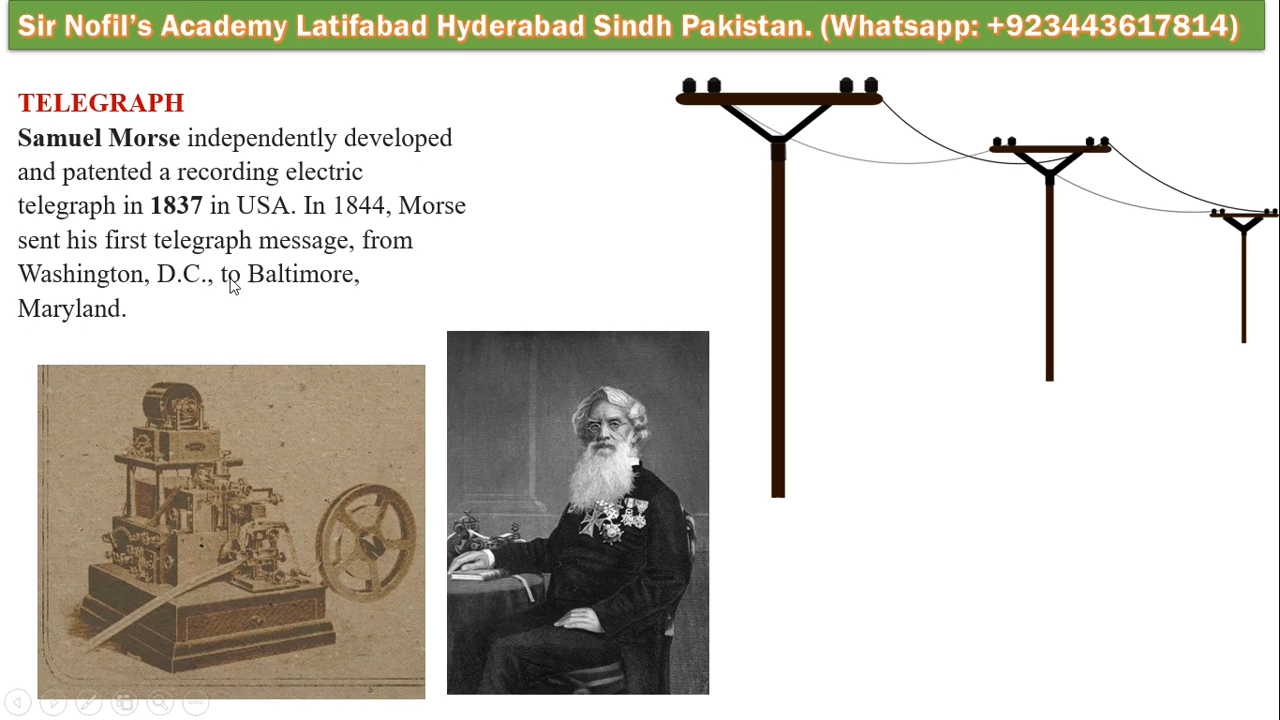 Sir Nofil’s Academy Latifabad Hyderabad Sindh Pakistan. (Whatsapp: +923443617814)
TELEGRAPH
Samuel Morse independently developed
and patented a recording electric
telegraph in 1837 in USA. In 1844, Morse
sent his first telegraph message, from
Washington, D.C., to Baltimore,
Maryland.